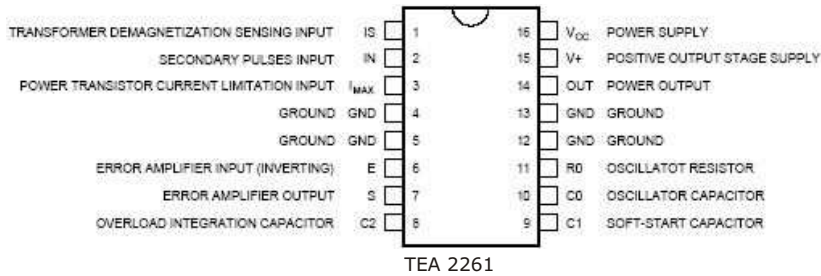 TRANSFORMER DEMAGNETIZATION SENSING INPUT IS 1 16 VCC POWER SUPPLY
SECONDARY PULSES INPUT IN 2 15 V+ POSITIVE OUTPUT STAGE SUPPLY
POWER TRANSISTOR CURRENT LIMITATION INPUT IMAX 3 14 OUT POWER OUTPUT
GROUND GND 4 13 GND GROUND
GROUND GND 5 12 GND GROUND
ERROR AMPLIFIER INPUT (INVERTING) E 6 11 R0 OSCILLATOT RESISTOR
ERROR AMPLIFIER OUTPUT S 7 10 C0 OSCILLATOR CAPACITOR
OVERLOAD INTEGRATION CAPACITOR C2 8 9 C1 SOFT-START CAPACITOR
TEA 2261